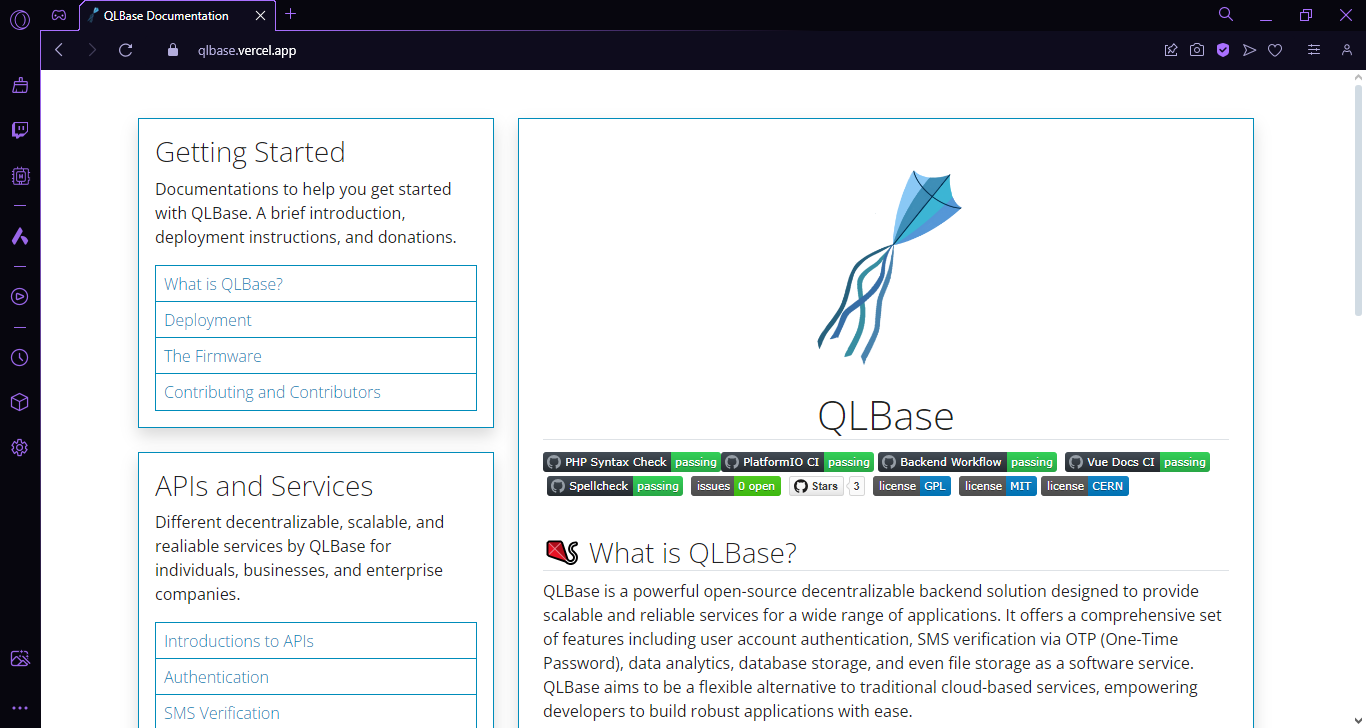 QLBase Documentation
qlbase.vercel.app
Getting Started
Documentations to help you get started
with QLBase. A brief introduction,
deployment instructions, and donations.
What is QLBase?
Deployment
The Firmware
Contributing and Contributors
APIs and Services
Different decentralizable, scalable, and
realiable services by QLBase for
individuals, businesses, and enterprise
companies.
Introductions to APIs
Authentication
SMS Verification
QLBase
PHP Syntax Check passing PlatformIO CI passing Backend Workflow passing Vue Docs CI passing
Spellcheck passing issues 0 open Stars 3 license GPL license MIT license CERN
What is QLBase?
QLBase is a powerful open-source decentralizable backend solution designed to provide
scalable and reliable services for a wide range of applications. It offers a comprehensive set
of features including user account authentication, SMS verification via OTP (One-Time
Password), data analytics, database storage, and even file storage as a software service.
QLBase aims to be a flexible alternative to traditional cloud-based services, empowering
developers to build robust applications with ease.